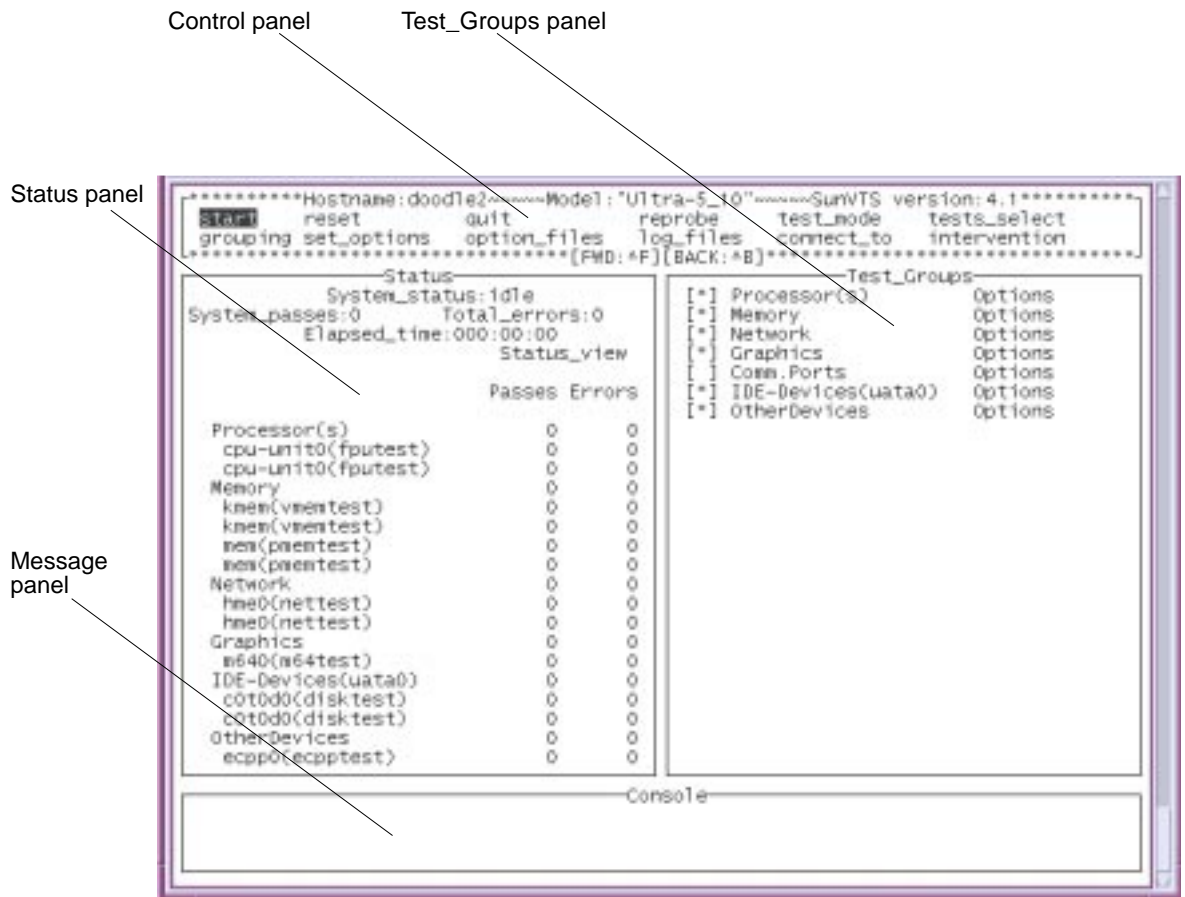 Control panel Test_Groups panel
Status panel
Hostname:doodle2~~~~~Model:"Ultra-5_10"~~~~~SunVTS version:4.1
start reset quit reprobe test_mode tests_select
grouping set_options option_files log_files connect_to intervention
[FWD:^F][BACK:^B]
Status
System_status:idle
System_passes:0 Total_errors:0
Elapsed_time:000:00:00
Status_view
Passes Errors
Processor(s) 0 0
cpu-unit0(fputest) 0 0
cpu-unit0(fputest) 0 0
Memory 0 0
kmem(vmemtest) 0 0
kmem(vmemtest) 0 0
mem(pmemtest) 0 0
mem(pmemtest) 0 0
Network 0 0
hme0(nettest) 0 0
hme0(nettest) 0 0
Graphics 0 0
m640(m64test) 0 0
IDE-Devices(uata0) 0 0
c0t0d0(disktest) 0 0
c0t0d0(disktest) 0 0
OtherDevices 0 0
ecpp0(ecpptest) 0 0
Test_Groups
[*] Processor(s) Options
[*] Memory Options
[*] Network Options
[*] Graphics Options
[ ] Comm.Ports Options
[*] IDE-Devices(uata0) Options
[*] OtherDevices Options
Message
panel
Console